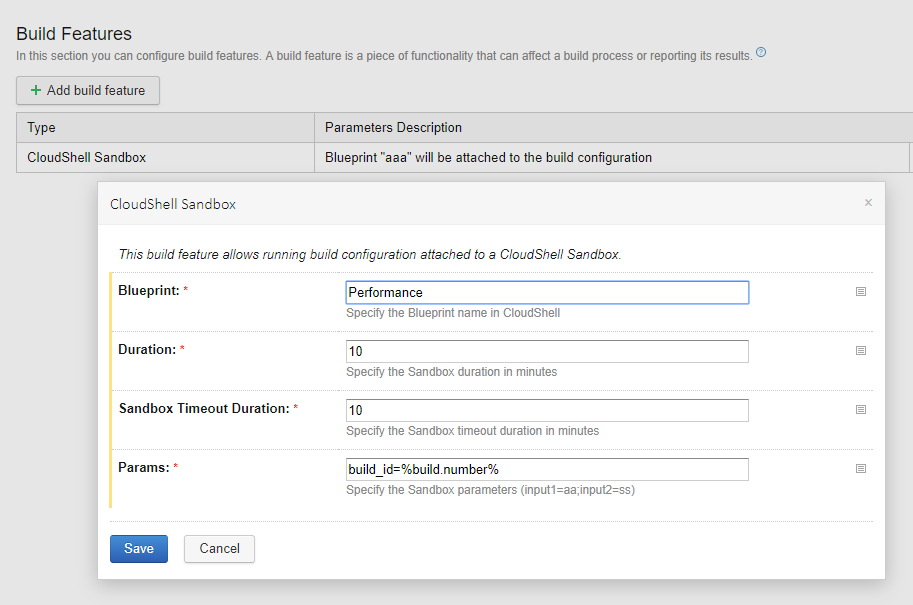 Build Features
In this section you can configure build features. A build feature is a piece of functionality that can affect a build process or reporting its results. ?
+ Add build feature
Type Parameters Description
CloudShell Sandbox Blueprint "aaa" will be attached to the build configuration
CloudShell Sandbox ×
This build feature allows running build configuration attached to a CloudShell Sandbox.
Blueprint: * Performance
Specify the Blueprint name in CloudShell
Duration: * 10
Specify the Sandbox duration in minutes
Sandbox Timeout Duration: * 10
Specify the Sandbox timeout duration in minutes
Params: * build_id=%build.number%
Specify the Sandbox parameters (input1=aa;input2=ss)
Save Cancel